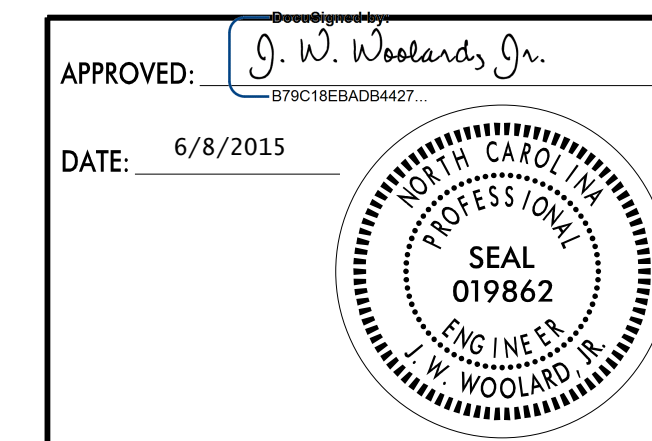 DocuSigned by:
APPROVED: J. W. Woolard, Jr.
B79C18EBADB4427...
DATE: 6/8/2015
NORTH CAROLINA
PROFESSIONAL
SEAL
019862
ENGINEER
J. W. WOOLARD, JR.